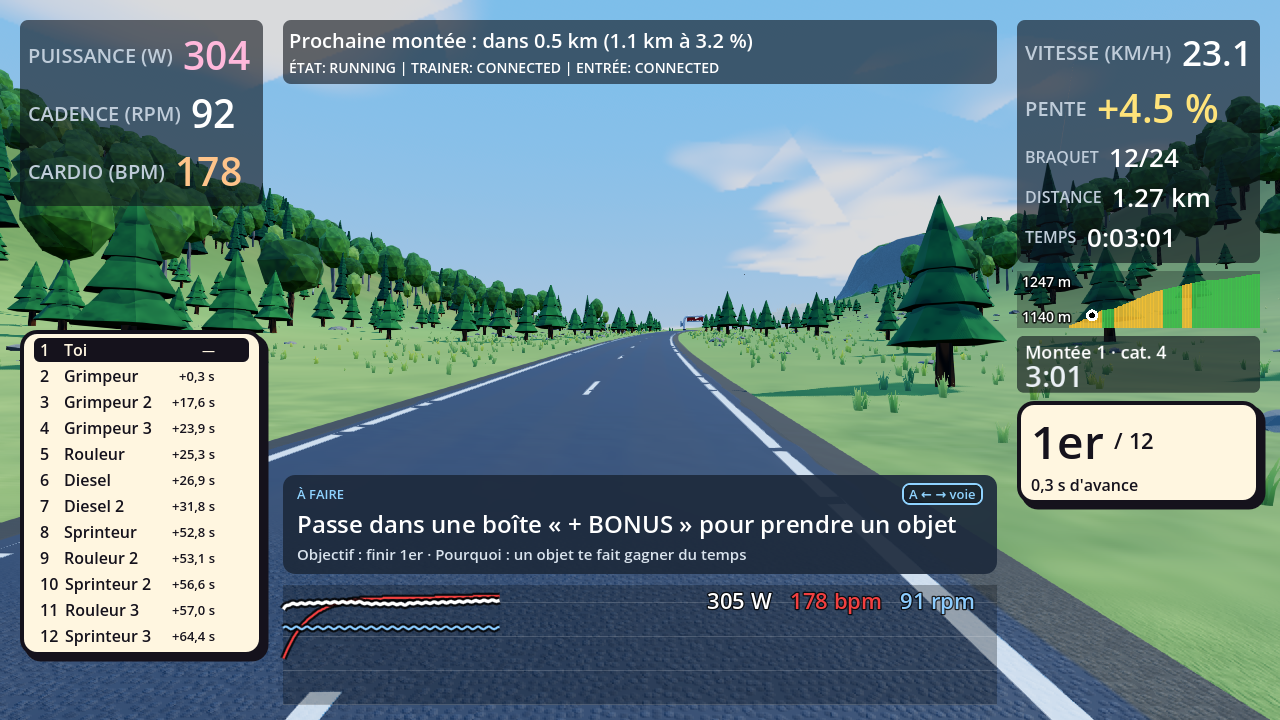 PUISSANCE (W) 304
CADENCE (RPM) 92
CARDIO (BPM) 178
Prochaine montée : dans 0.5 km (1.1 km à 3.2 %)
ÉTAT: RUNNING | TRAINER: CONNECTED | ENTRÉE: CONNECTED
VITESSE (KM/H) 23.1
PENTE +4.5 %
BRAQUET 12/24
DISTANCE 1.27 km
TEMPS 0:03:01
1247 m
1140 m
Montée 1 · cat. 4
3:01
1er / 12
0,3 s d'avance
1 Toi —
2 Grimpeur +0,3 s
3 Grimpeur 2 +17,6 s
4 Grimpeur 3 +23,9 s
5 Rouleur +25,3 s
6 Diesel +26,9 s
7 Diesel 2 +31,8 s
8 Sprinteur +52,8 s
9 Rouleur 2 +53,1 s
10 Sprinteur 2 +56,6 s
11 Rouleur 3 +57,0 s
12 Sprinteur 3 +64,4 s
À FAIRE
A ← → voie
Passe dans une boîte « + BONUS » pour prendre un objet
Objectif : finir 1er · Pourquoi : un objet te fait gagner du temps
305 W 178 bpm 91 rpm